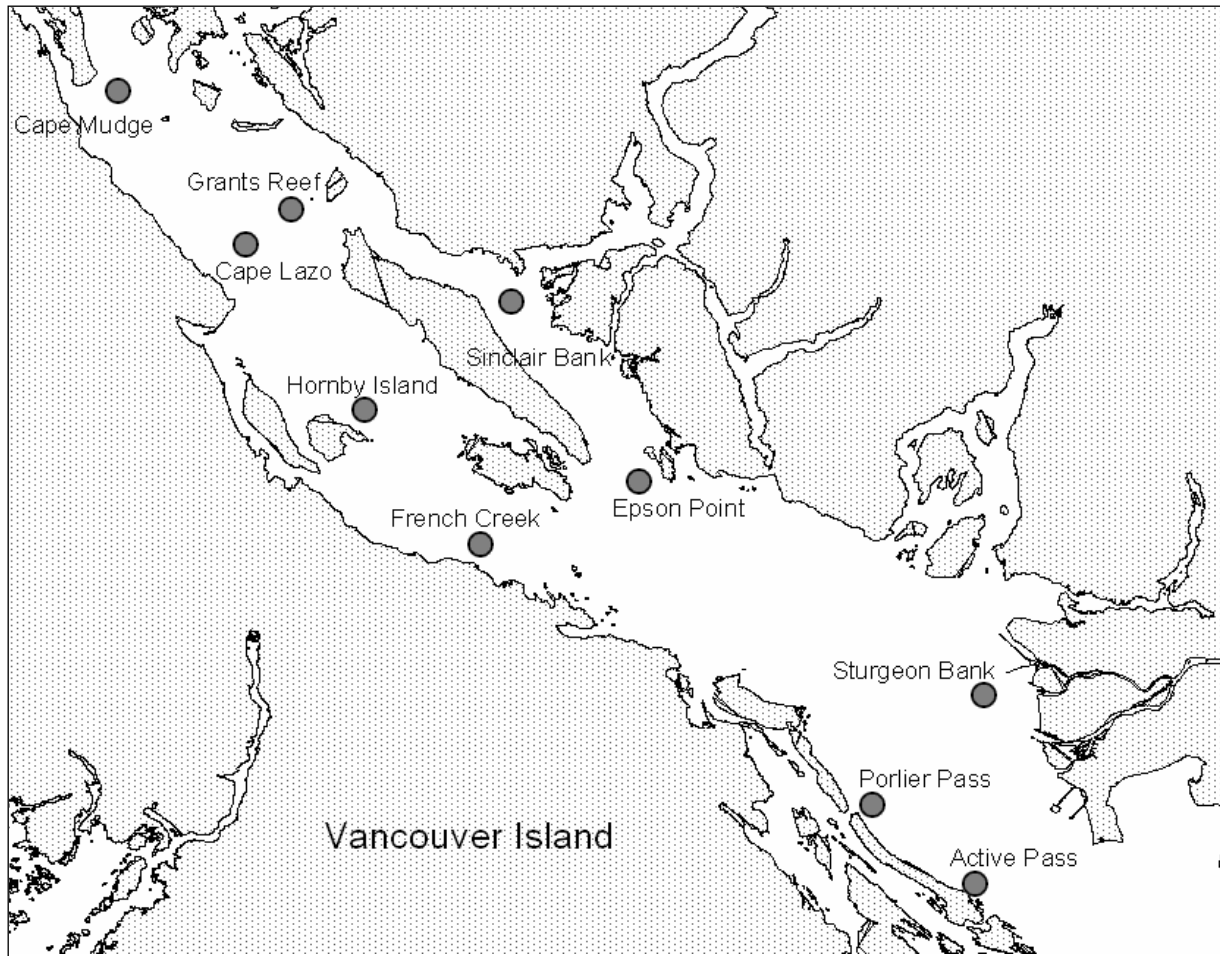 Cape Mudge
Grants Reef
Cape Lazo
Sinclair Bank
Hornby Island
Epson Point
French Creek
Sturgeon Bank
Porlier Pass
Vancouver Island
Active Pass